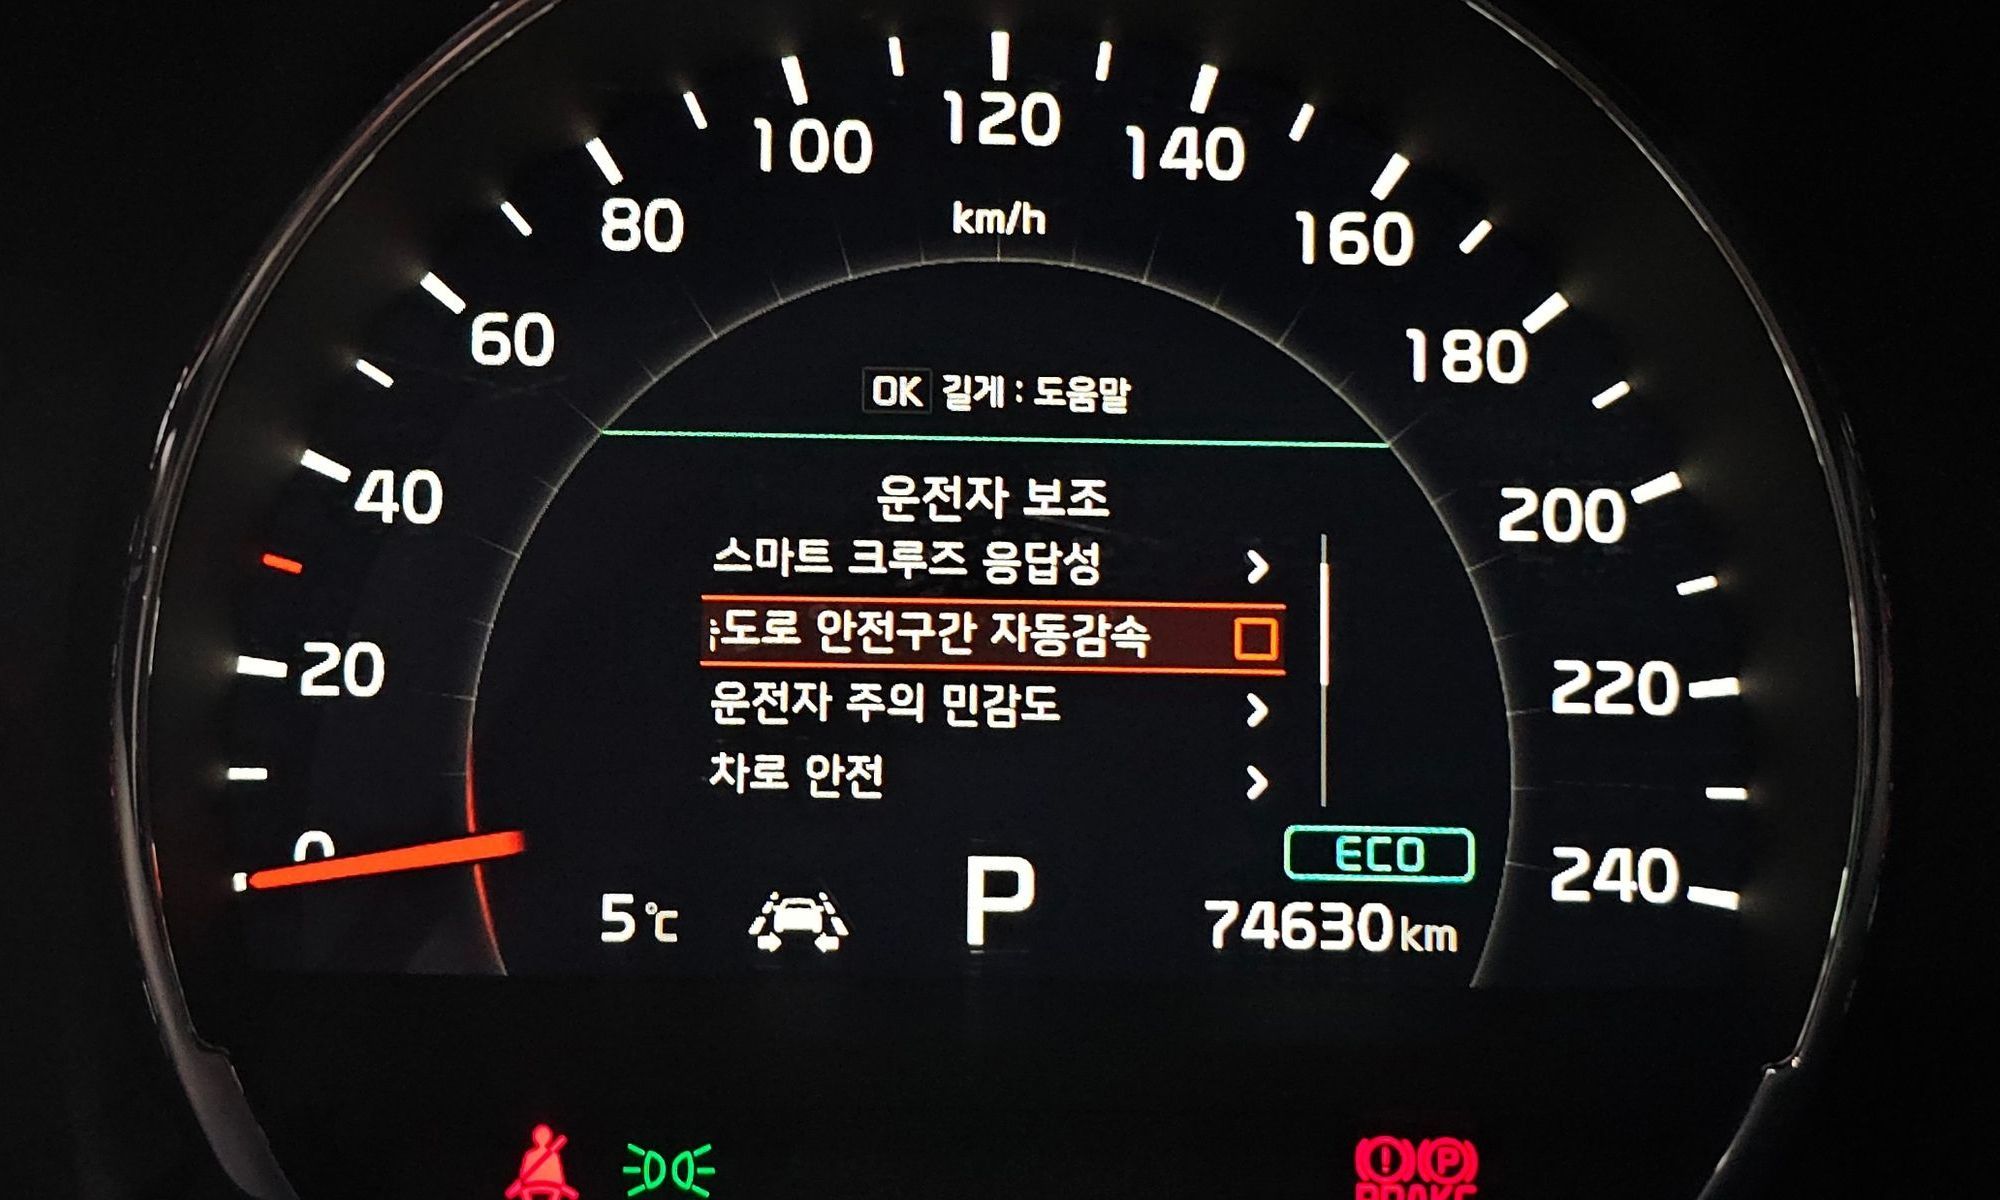 120
100
140
80
km/h
160
60
180
OK 길게 : 도움말
40
운전자 보조
200
스마트 크루즈 응답성
도로 안전구간 자동감속
20
220
운전자 주의 민감도
차로 안전
0
ECO
240
5℃
P
74630km
BRAKE